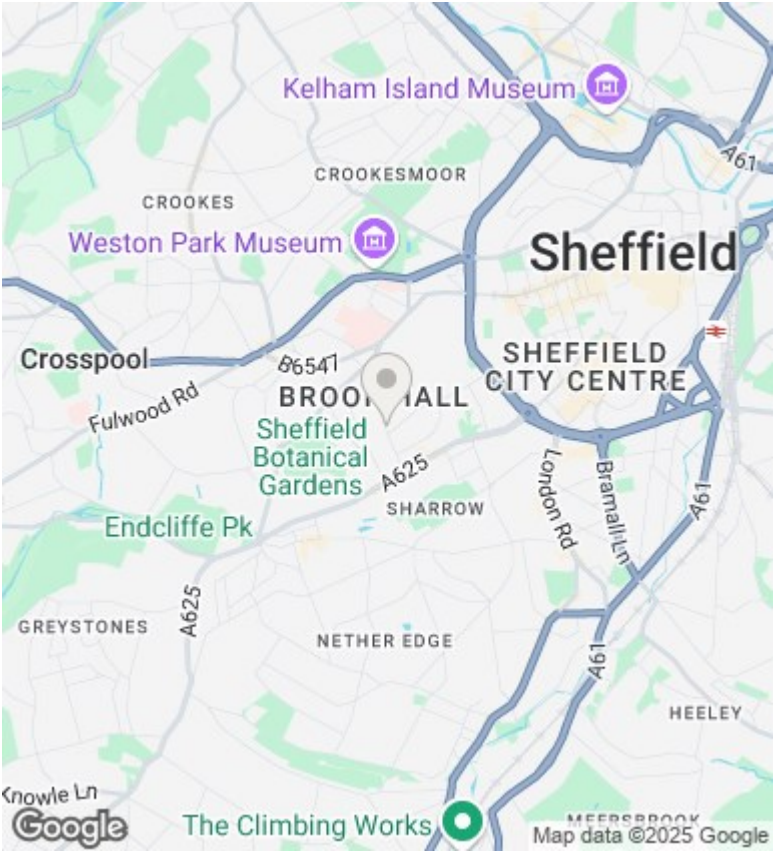 Kelham Island Museum
A61
CROOKESMOOR
CROOKES
Weston Park Museum
Sheffield
Crosspool
B6547
SHEFFIELD
CITY CENTRE
Fulwood Rd
Sheffield
Botanical
Gardens
A625
London Rd
Bramall Ln
A61
SHARROW
Endcliffe Pk
A625
GREYSTONES
NETHER EDGE
A61
HEELEY
Knowle Ln
Google
The Climbing Works
MEERSBROOK
Map data ©2025 Google